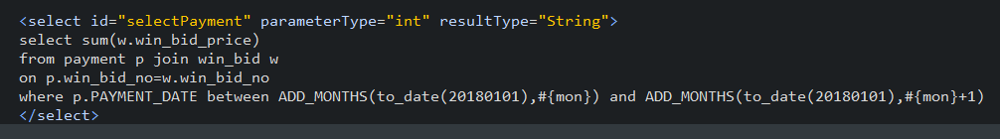 <select id="selectPayment" parameterType="int" resultType="String">
select sum(w.win_bid_price)
from payment p join win_bid w
on p.win_bid_no=w.win_bid_no
where p.PAYMENT_DATE between ADD_MONTHS(to_date(20180101),#{mon}) and ADD_MONTHS(to_date(20180101),#{mon}+1)
</select>